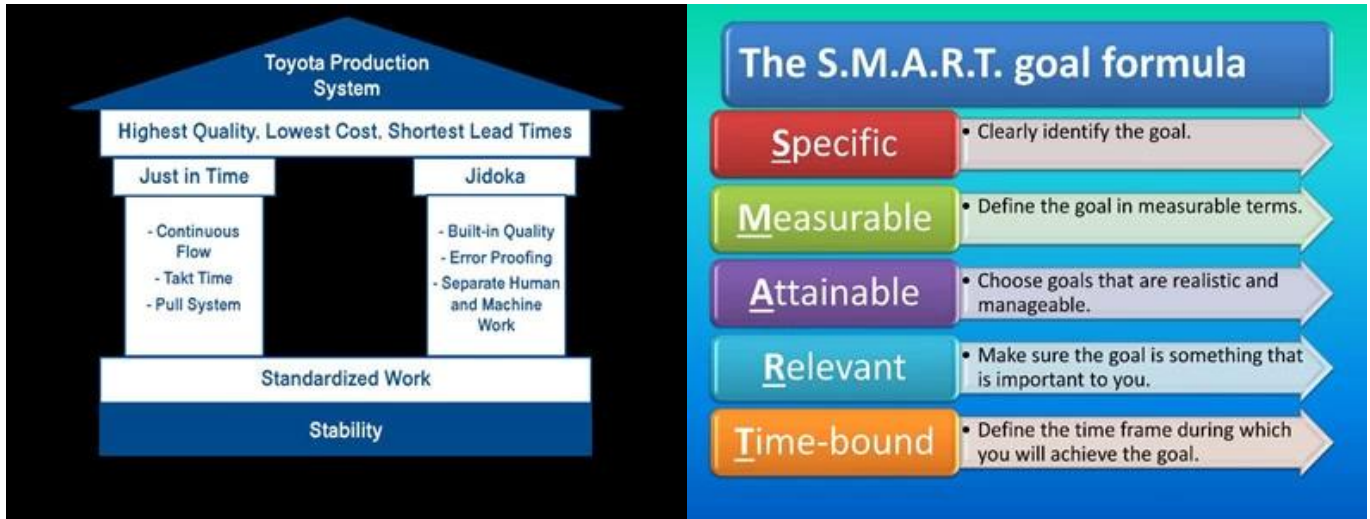 Toyota Production
System
Highest Quality, Lowest Cost, Shortest Lead Times
Just in Time
- Continuous
Flow
- Takt Time
- Pull System
Jidoka
- Built-in Quality
- Error Proofing
- Separate Human
and Machine
Work
Standardized Work
Stability
The S.M.A.R.T. goal formula
Specific
• Clearly identify the goal.
Measurable
• Define the goal in measurable terms.
Attainable
• Choose goals that are realistic and
manageable.
Relevant
• Make sure the goal is something that
is important to you.
Time-bound
• Define the time frame during which
you will achieve the goal.